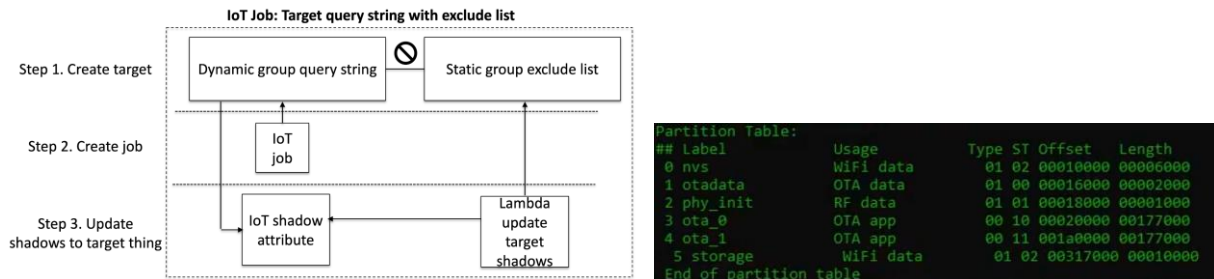 IoT Job: Target query string with exclude list
Step 1. Create target
Dynamic group query string
Static group exclude list
Step 2. Create job
IoT
job
Step 3. Update
shadows to target thing
IoT shadow
attribute
Lambda
update
target
shadows
Partition Table:
## Label Usage Type ST Offset Length
0 nvs WiFi data 01 02 00010000 00006000
1 otadata OTA data 01 00 00016000 00002000
2 phy_init RF data 01 01 00018000 00001000
3 ota_0 OTA app 00 10 00020000 00177000
4 ota_1 OTA app 00 11 001a0000 00177000
5 storage WiFi data 01 02 00317000 00010000
End of partition table